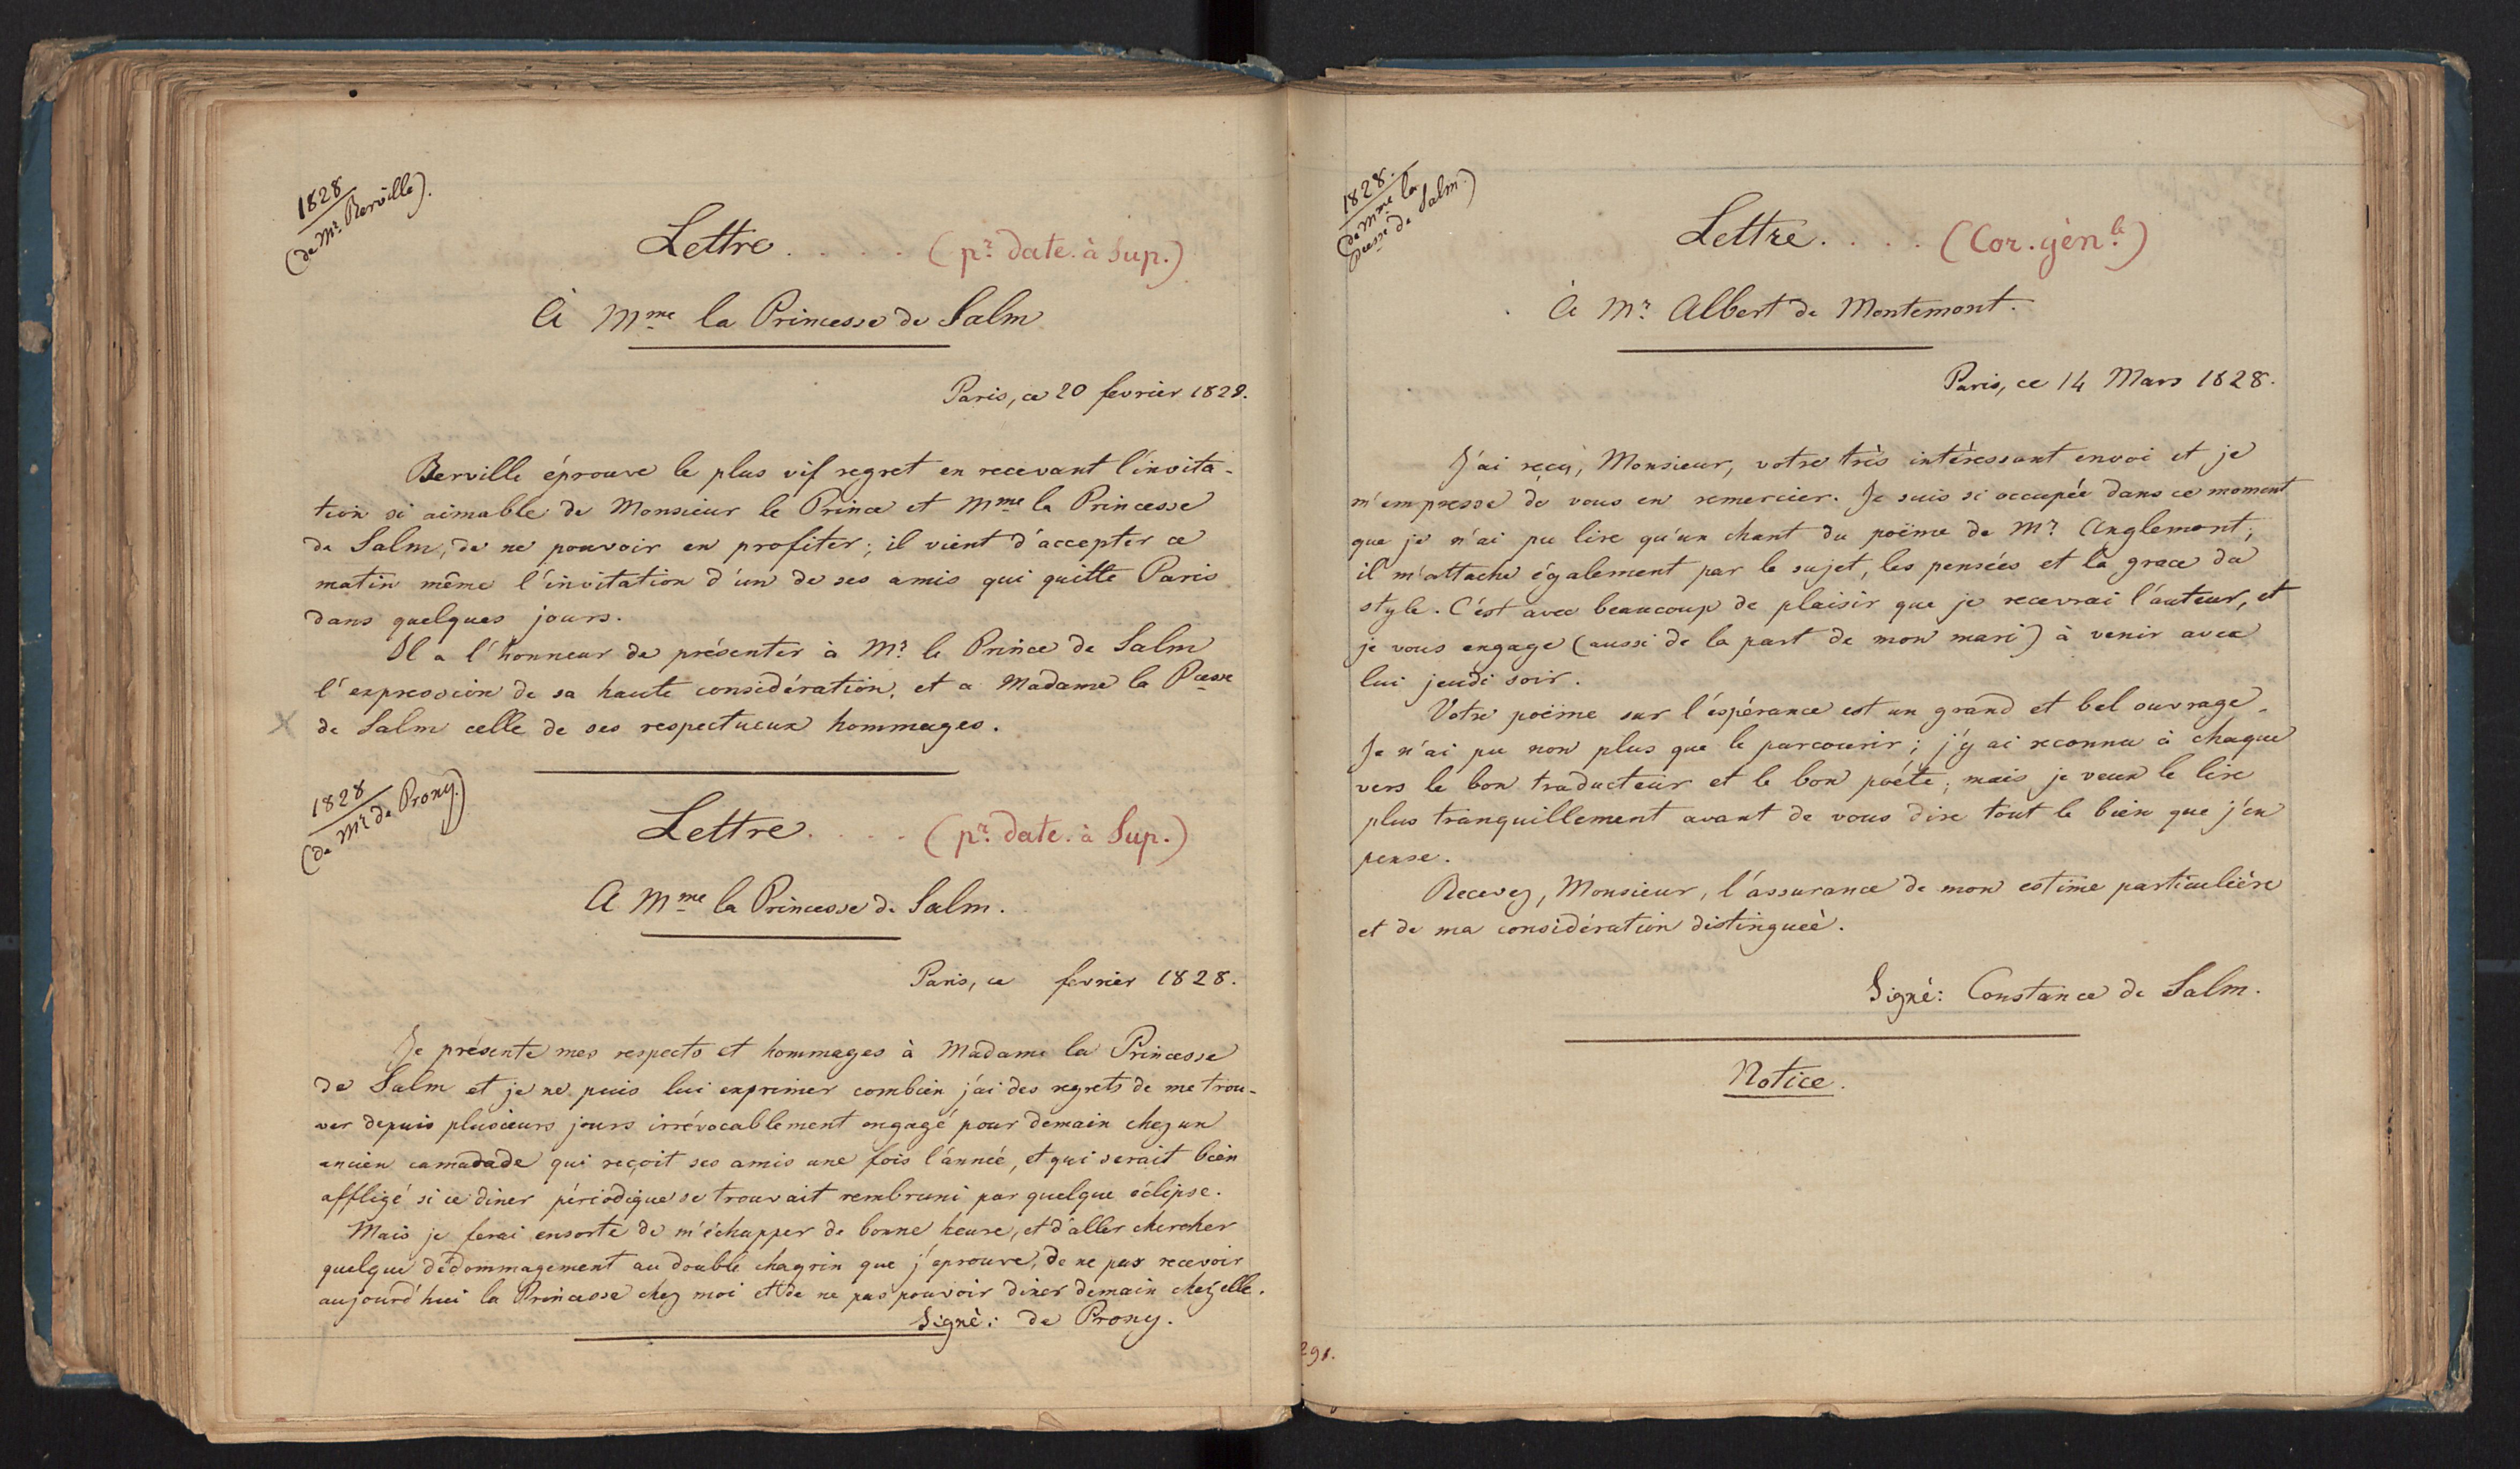 1828
(de Mr. Berville).
Lettre . . . . . (pr. date. à Sup.)
À Mme la Princesse de Salm
Paris, ce 20 fevrier 1828.
Berville éprouve le plus vif regret en recevant l'invita-
tion si aimable de Monsieur le Prince et Mme la Princesse
de Salm, de ne pouvoir en profiter; il vient d'accepter ce
matin même l'invitation d'un de ses amis qui quitte Paris
dans quelques jours.
Il a l'honneur de présenter à Mr. le Prince de Salm
l'expression de sa haute considération, et a Madame la Pcesse
de Salm celle de ses respectueux hommages.
1828
(de Mr. de Prony.)
Lettre . . . . (pr. date. à Sup.)
A Mme la Princesse de Salm.
Paris, ce fevrier 1828.
Je présente mes respects et hommages à Madame la Princesse
de Salm et je ne puis lui exprimer combien j'ai des regrets de me trou-
ver depuis plusieurs jours irrévocablement engagé pour demain chez un
ancien camadade qui reçoit ses amis une fois l'année, et qui serait bien
affligé si ce diner périodique se trouvait rembruni par quelque éclipse.
Mais je ferai ensorte de m'échapper de bonne heure, et d'aller chercher
quelque dédommagement au double chagrin que j'éprouve, de ne pas recevoir
aujourd'hui la Princesse chez moi et de ne pas pouvoir diner demain chez elle.
Signé: de Prony.
1828.
(de Mme la
Pcesse de Salm.)
Lettre. . . . . (Cor. génle)
À Mr. Albert de Montemont.
Paris, ce 14 Mars 1828.
J'ai reçu, Monsieur, votre très intéressant envoi et je
m'empresse de vous en remercier. Je suis si occupée dans ce moment
que je n'ai pu lire qu'un chant du poëme de Mr. Anglemont;
il m'attache également par le sujet, les pensées et la grace du
style. C'est avec beaucoup de plaisir que je recevrai l'auteur, et
je vous engage (aussi de la part de mon mari) à venir avec
lui jeudi soir.
Votre poëme sur l'espérance est un grand et bel ouvrage.
Je n'ai pu non plus que le parcourir; j'y ai reconnu à chaque
vers le bon traducteur et le bon poéte; mais je veux le lire
plus tranquillement avant de vous dire tout le bien que j'en
pense.
Recevez, Monsieur, l'assurance de mon estime particulière
et de ma considération distinguée.
Signé: Constance de Salm.
Notice.
291.